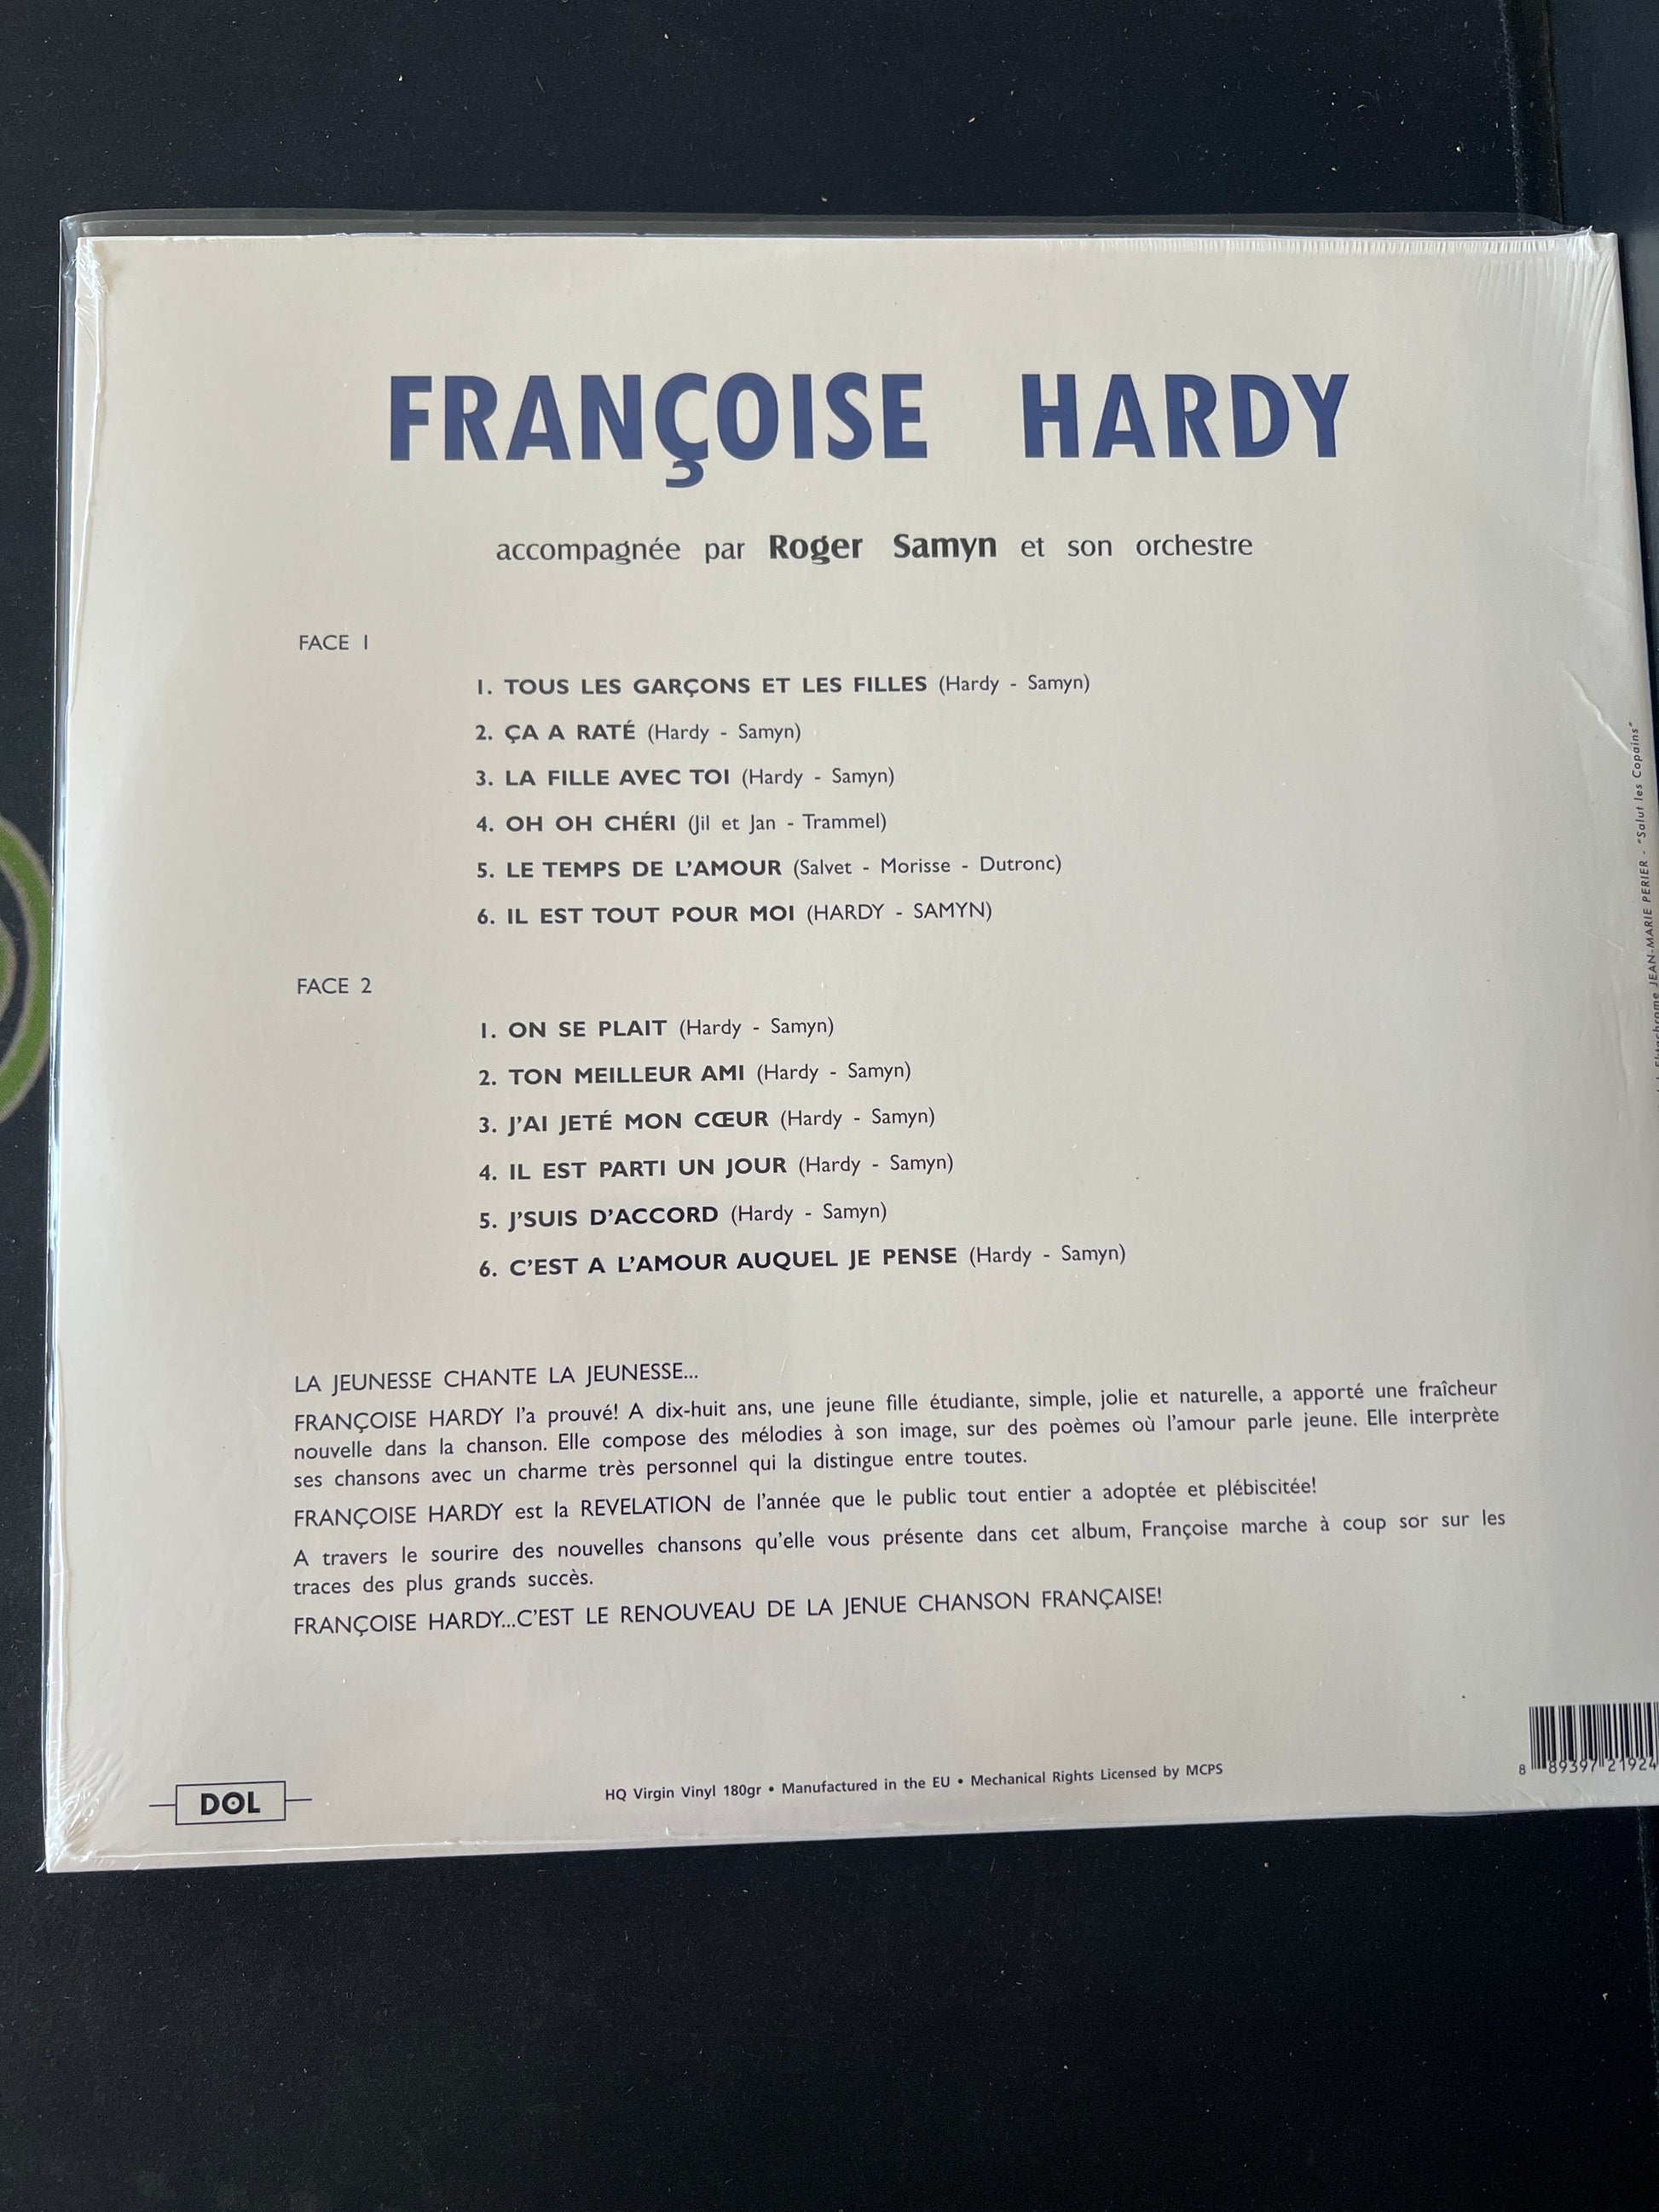 FRANÇOISE HARDY
accompagnée par Roger Samyn et son orchestre
FACE 1
1. TOUS LES GARÇONS ET LES FILLES (Hardy - Samyn)
2. ÇA A RATÉ (Hardy - Samyn)
3. LA FILLE AVEC TOI (Hardy - Samyn)
4. OH OH CHÉRI (Jil et Jan - Trammel)
5. LE TEMPS DE L'AMOUR (Salvet - Morisse - Dutronc)
6. IL EST TOUT POUR MOI (HARDY - SAMYN)
FACE 2
1. ON SE PLAIT (Hardy - Samyn)
2. TON MEILLEUR AMI (Hardy - Samyn)
3. J'AI JETÉ MON CŒUR (Hardy - Samyn)
4. IL EST PARTI UN JOUR (Hardy - Samyn)
5. J'SUIS D'ACCORD (Hardy - Samyn)
6. C'EST A L'AMOUR AUQUEL JE PENSE (Hardy - Samyn)
LA JEUNESSE CHANTE LA JEUNESSE...
FRANÇOISE HARDY l'a prouvé! A dix-huit ans, une jeune fille étudiante, simple, jolie et naturelle, a apporté une fraîcheur
nouvelle dans la chanson. Elle compose des mélodies à son image, sur des poèmes où l'amour parle jeune. Elle interprète
ses chansons avec un charme très personnel qui la distingue entre toutes.
FRANÇOISE HARDY est la REVELATION de l'année que le public tout entier a adoptée et plébiscitée!
A travers le sourire des nouvelles chansons qu'elle vous présente dans cet album, Françoise marche à coup sor sur les
traces des plus grands succès.
FRANÇOISE HARDY...C'EST LE RENOUVEAU DE LA JENUE CHANSON FRANÇAISE!
Ektachrome JEAN-MARIE PERIER - "Salut les Copains"
DOL
HQ Virgin Vinyl 180gr • Manufactured in the EU • Mechanical Rights Licensed by MCPS
8 89397 21924